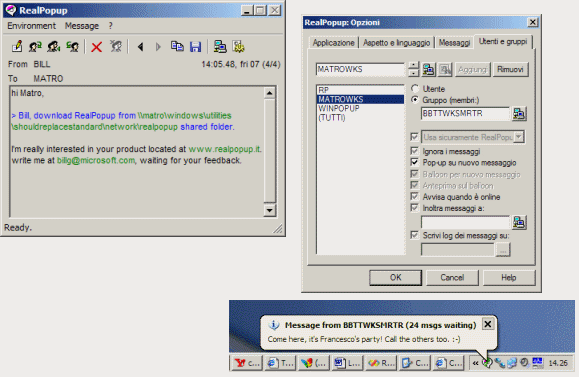 RealPopup
Environment Message ?
From BILL 14:05.48, fri 07 (4/4)
To MATRO
hi Matro,
> Bill, download RealPopup from \\matro\windows\utilities
\shouldreplacestandard\network\realpopup shared folder.
I'm really interested in your product located at www.realpopup.it.
write me at billg@microsoft.com, waiting for your feedback.
Ready.
RealPopup: Opzioni
Applicazione Aspetto e linguaggio Messaggi Utenti e gruppi
MATROWKS Aggiungi Rimuovi
RP
MATROWKS
WINPOPUP
(TUTTI)
Utente
Gruppo (membri:)
BBTTWKSMRTR
Usa sicuramente RealPopu
Ignora i messaggi
Pop-up su nuovo messaggio
Balloon per nuovo messaggio
Anteprima sul balloon
Avvisa quando è online
Inoltra messaggi a:
Scrivi log dei messaggi su:
...
OK Cancel Help
Message from BBTTWKSMRTR (24 msgs waiting)
Come here, it's Francesco's party! Call the others too. :-)
c... T... (... L... R... C... C... « 14.26